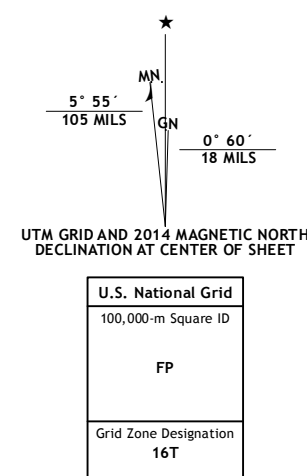 MN.
5° 55´
105 MILS
GN
0° 60´
18 MILS
UTM GRID AND 2014 MAGNETIC NORTH
DECLINATION AT CENTER OF SHEET
U.S. National Grid
100,000-m Square ID
FP
Grid Zone Designation
16T